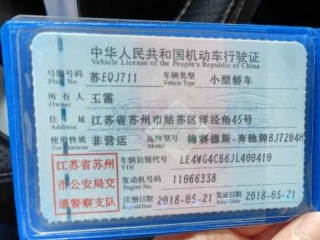 中华人民共和国机动车行驶证
Vehicle License of the People's Republic of China
号牌号码 苏EQJ711 车辆类型 小型轿车
Plate No. Vehicle Type
所有人 王雷
Owner
住址 江苏省苏州市姑苏区洋泾角45号
Address
使用性质 非营运 品牌型号 梅赛德斯-奔驰牌BJ7204H
Use Character Model
江苏省苏州 车辆识别代号 LE4WG4CB6JL400410
VIN
市公安局交 发动机号码 11066338
Engine No.
通警察支队 注册日期 2018-05-21 发证日期 2018-05-21
Register Date Issue Date